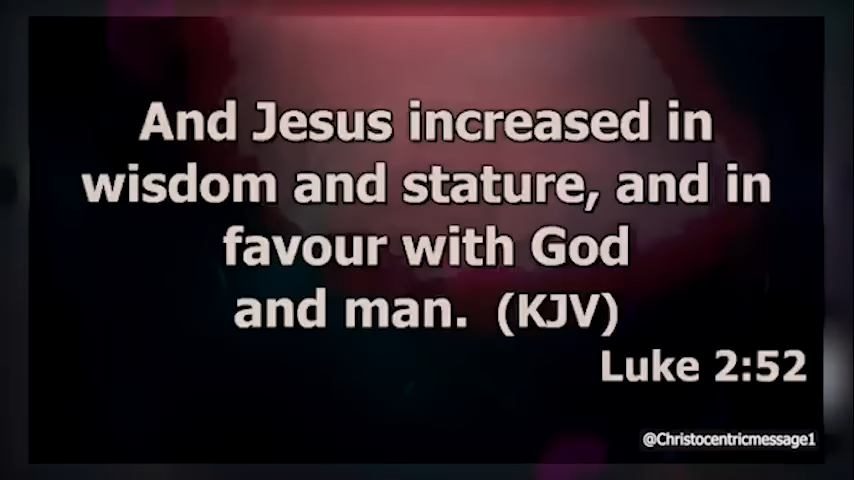 And Jesus increased in
wisdom and stature, and in
favour with God
and man. (KJV)
Luke 2:52
@Christocentricmessage1